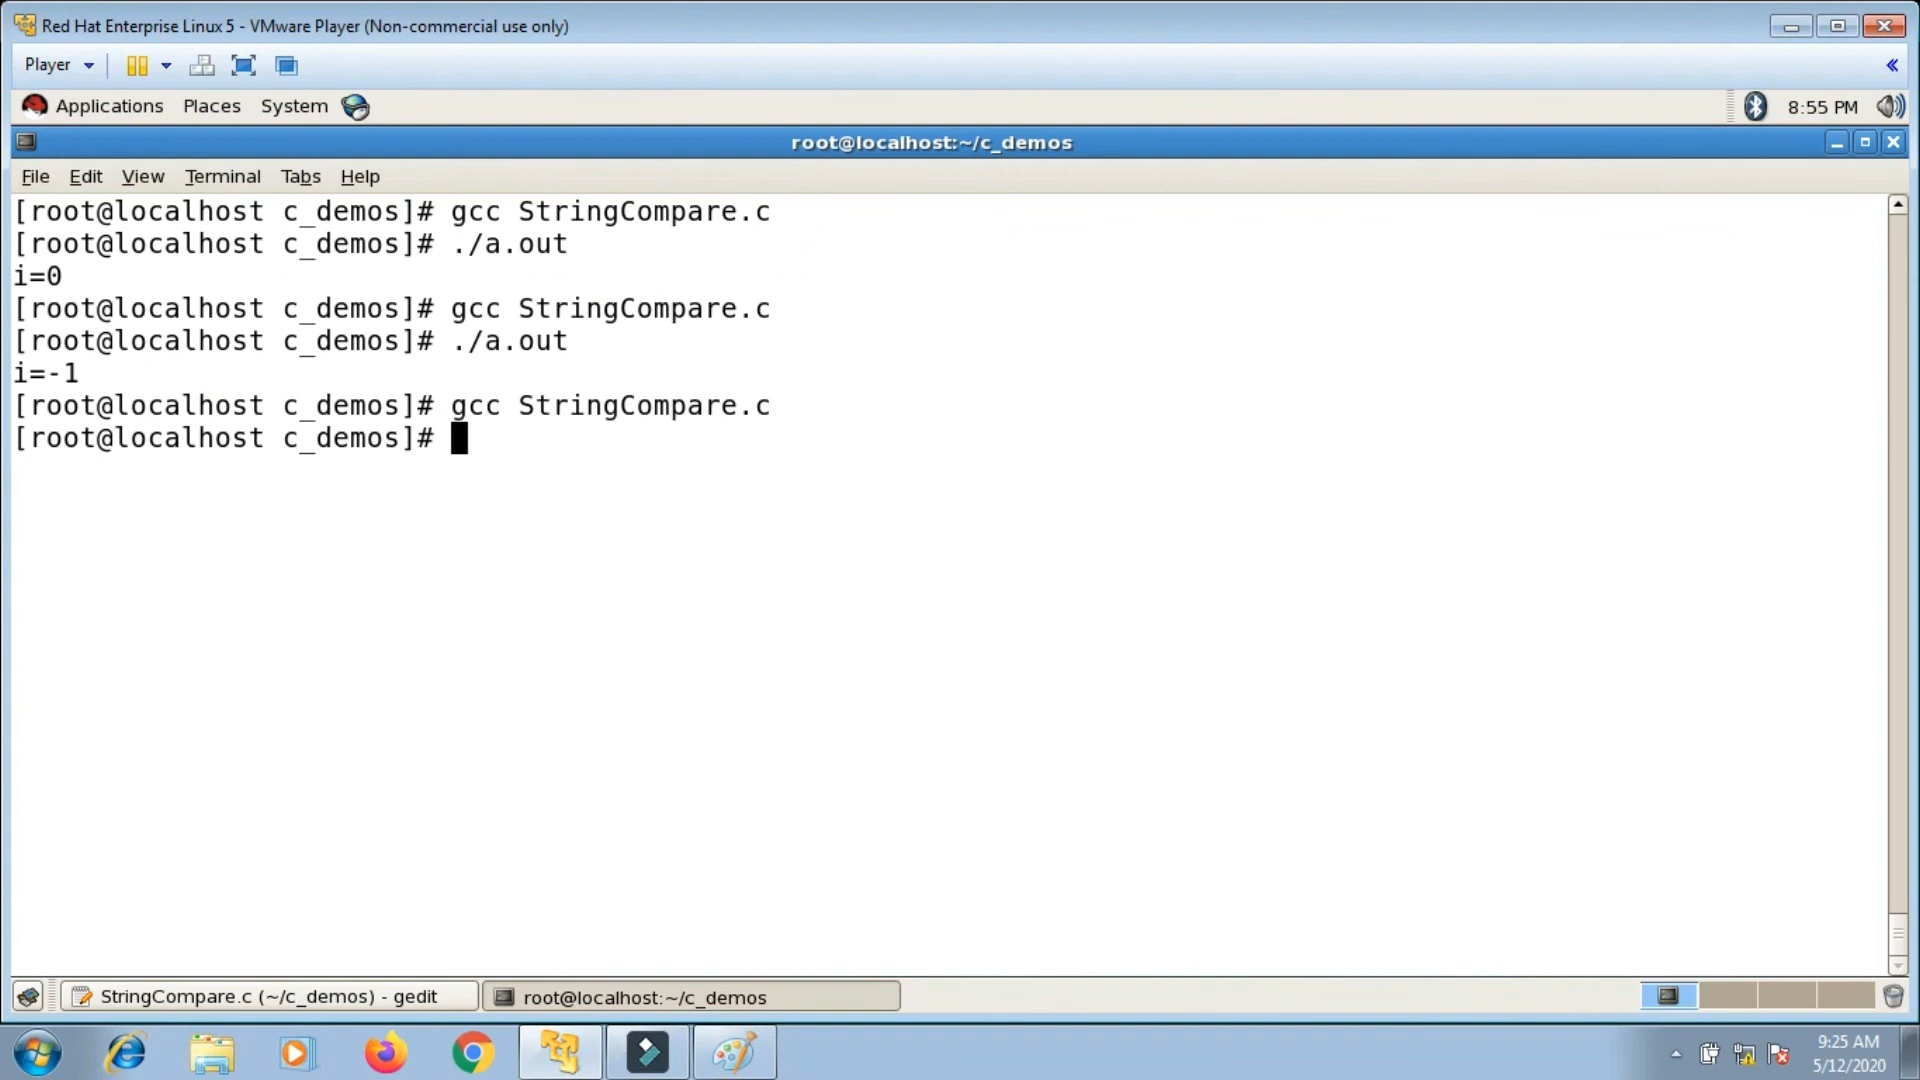 Red Hat Enterprise Linux 5 - VMware Player (Non-commercial use only)
Player
Applications Places System
8:55 PM
root@localhost:~/c_demos
File Edit View Terminal Tabs Help
[root@localhost c_demos]# gcc StringCompare.c
[root@localhost c_demos]# ./a.out
i=0
[root@localhost c_demos]# gcc StringCompare.c
[root@localhost c_demos]# ./a.out
i=-1
[root@localhost c_demos]# gcc StringCompare.c
[root@localhost c_demos]#
StringCompare.c (~/c_demos) - gedit
root@localhost:~/c_demos
9:25 AM
5/12/2020